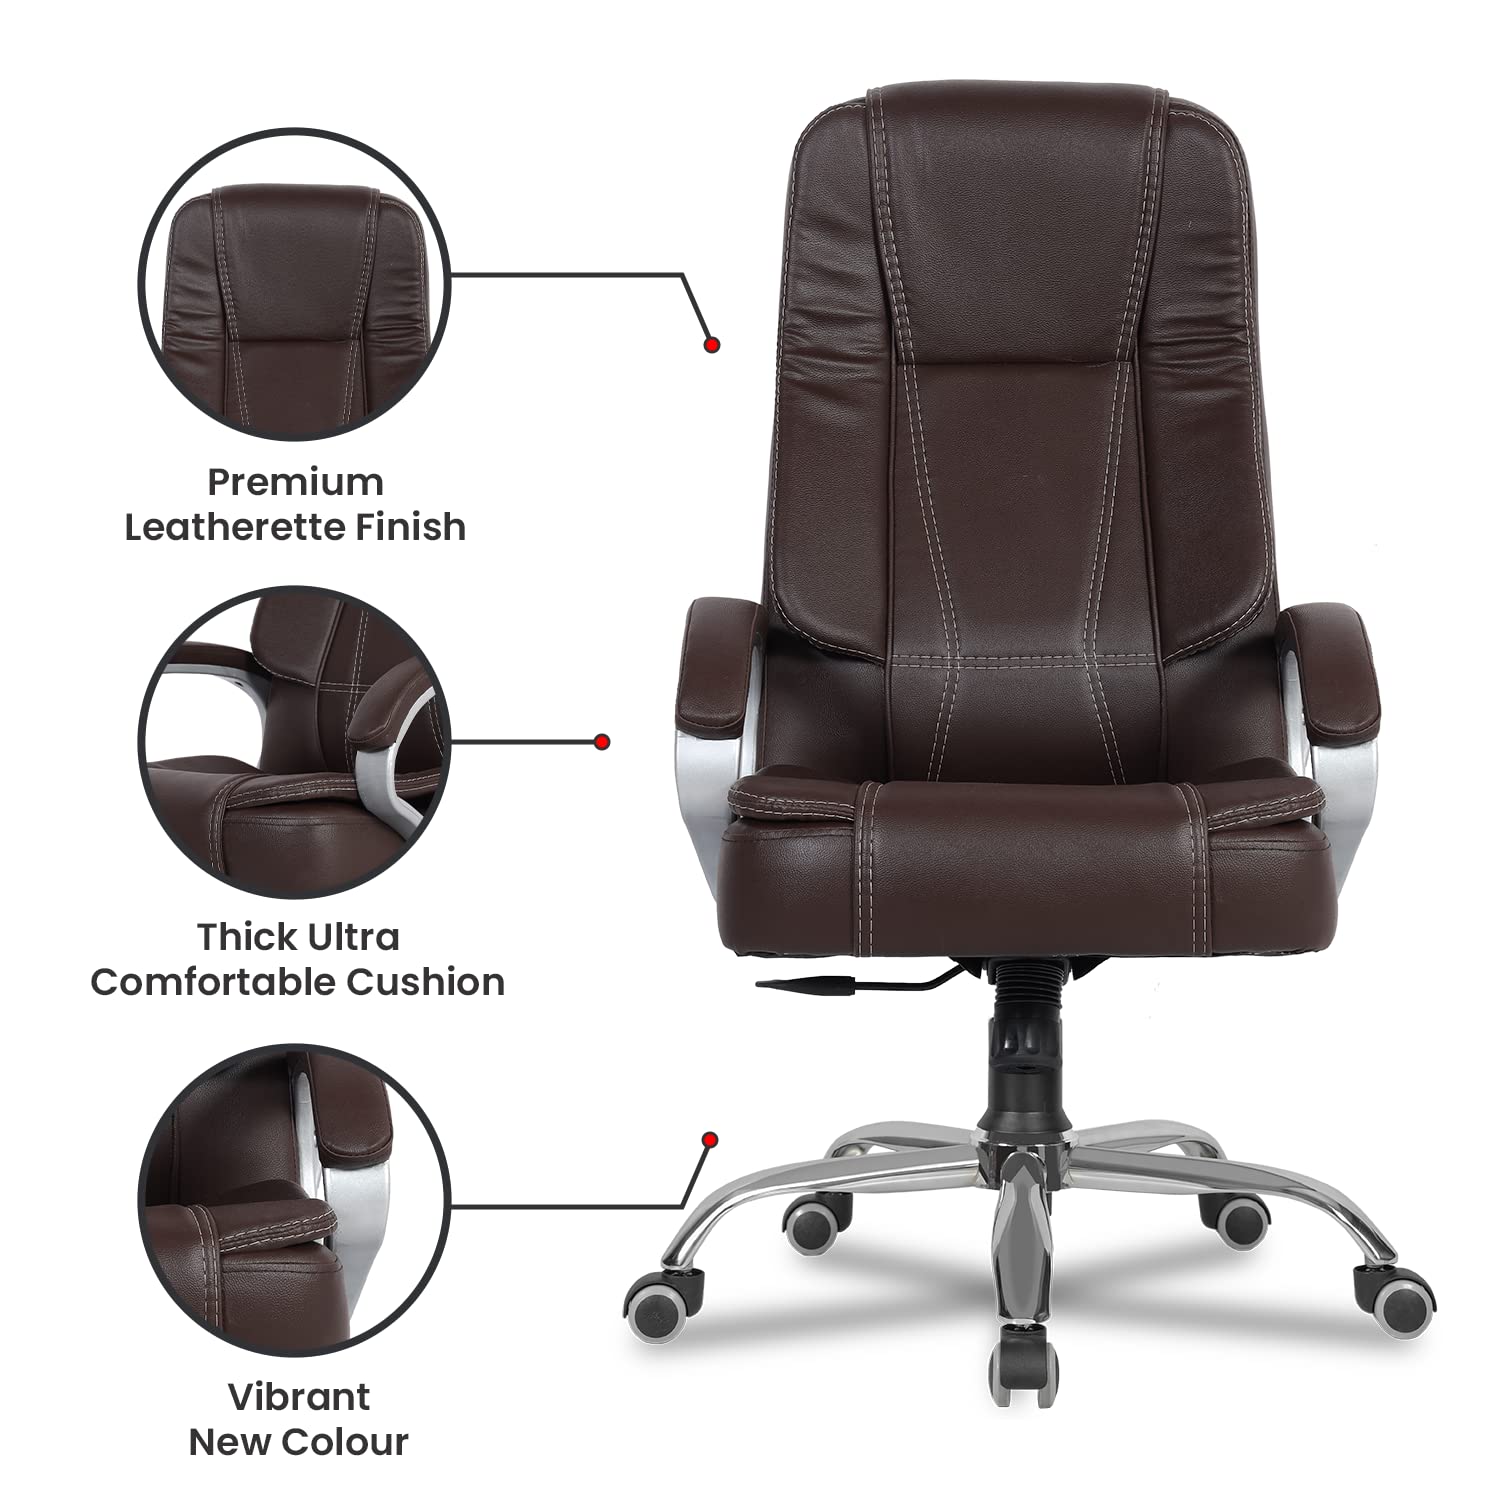 Premium
Leatherette Finish
Thick Ultra
Comfortable Cushion
Vibrant
New Colour